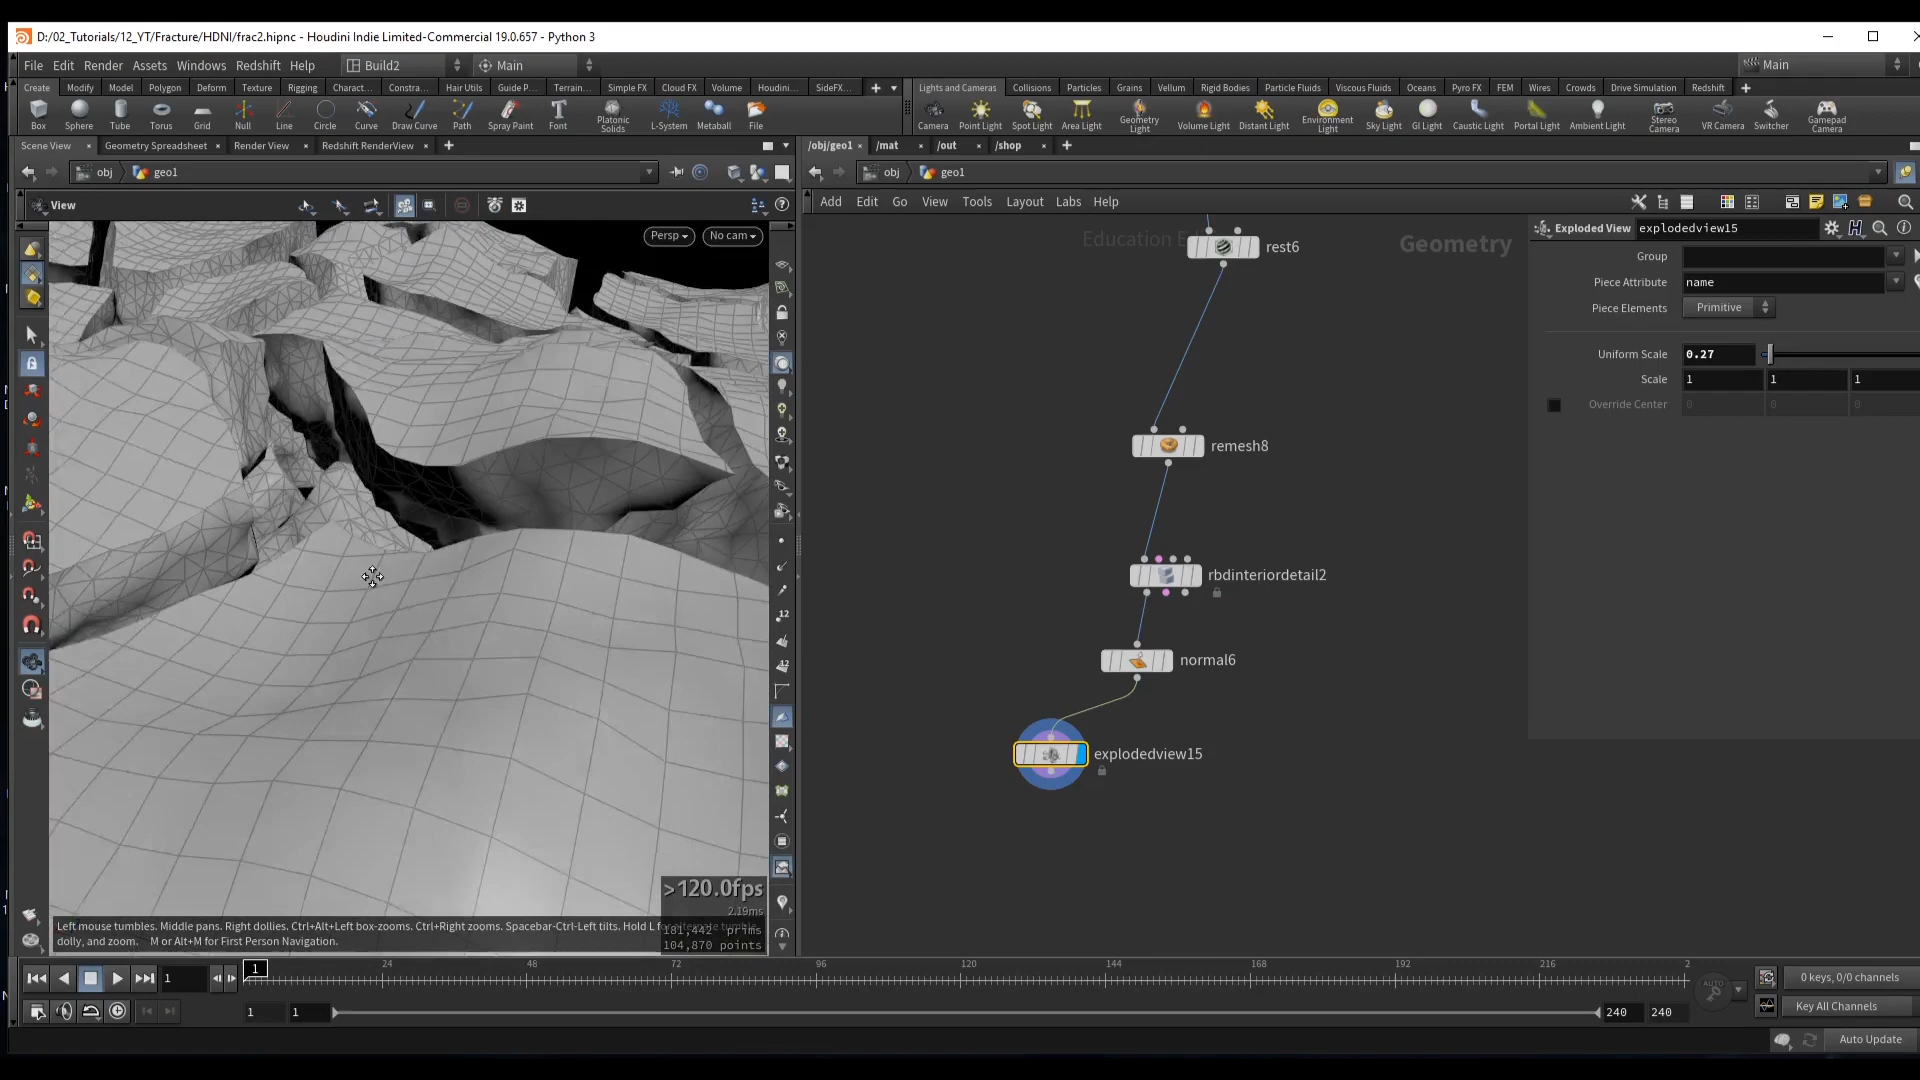 D:/02_Tutorials/12_YT/Fracture/HDNI/frac2.hipnc - Houdini Indie Limited-Commercial 19.0.657 - Python 3
File Edit Render Assets Windows Redshift Help Build2 Main Main
Create Modify Model Polygon Deform Texture Rigging Charact... Constra... Hair Utils Guide P... Terrain... Simple FX Cloud FX Volume Houdini... SideFX...
Lights and Cameras Collisions Particles Grains Vellum Rigid Bodies Particle Fluids Viscous Fluids Oceans Pyro FX FEM Wires Crowds Drive Simulation Redshift
Box Sphere Tube Torus Grid Null Line Circle Curve Draw Curve Path Spray Paint Font Platonic Solids L-System Metaball File
Camera Point Light Spot Light Area Light Geometry Light Volume Light Distant Light Environment Light Sky Light GI Light Caustic Light Portal Light Ambient Light Stereo Camera VR Camera Switcher Gamepad Camera
Scene View Geometry Spreadsheet Render View Redshift RenderView
/obj/geo1 /mat /out /shop
obj geo1
obj geo1
View
Add Edit Go View Tools Layout Labs Help
Persp No cam
Geometry
rest6
remesh8
rbdinteriordetail2
normal6
explodedview15
Exploded View explodedview15
Group
Piece Attribute name
Piece Elements Primitive
Uniform Scale 0.27
Scale 1 1 1
Override Center 0 0 0
12
12
>120.0fps
2.19ms
181,442 prims
104,870 points
Left mouse tumbles. Middle pans. Right dollies. Ctrl+Alt+Left box-zooms. Ctrl+Right zooms. Spacebar-Ctrl-Left tilts. Hold L
dolly, and zoom. M or Alt+M for First Person Navigation.
1 1 24 48 72 96 120 144 168 192 216 2
AUTO
0 keys, 0/0 channels
1 1 240 240
Key All Channels
Auto Update